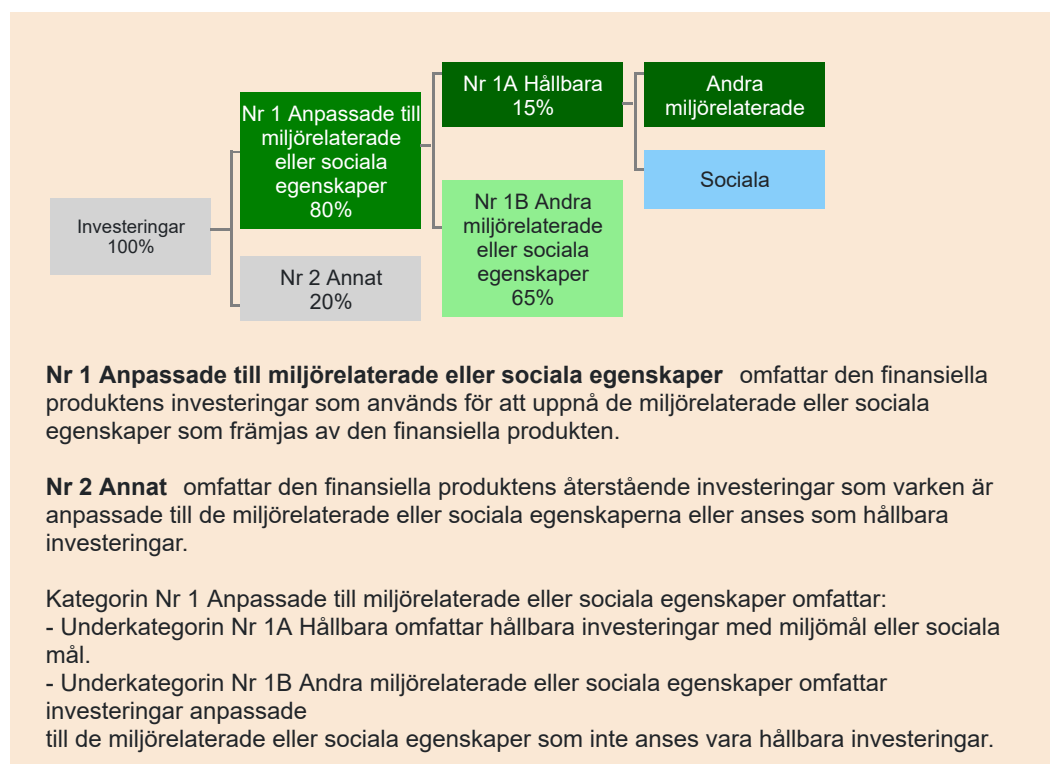 Nr 1A Hållbara
15%
Andra
miljörelaterade
Nr 1 Anpassade till
miljörelaterade
eller sociala
egenskaper
80%
Sociala
Nr 1B Andra
miljörelaterade
eller sociala
egenskaper
65%
Investeringar
100%
Nr 2 Annat
20%
Nr 1 Anpassade till miljörelaterade eller sociala egenskaper omfattar den finansiella
produktens investeringar som används för att uppnå de miljörelaterade eller sociala
egenskaper som främjas av den finansiella produkten.
Nr 2 Annat omfattar den finansiella produktens återstående investeringar som varken är
anpassade till de miljörelaterade eller sociala egenskaperna eller anses som hållbara
investeringar.
Kategorin Nr 1 Anpassade till miljörelaterade eller sociala egenskaper omfattar:
- Underkategorin Nr 1A Hållbara omfattar hållbara investeringar med miljömål eller sociala
mål.
- Underkategorin Nr 1B Andra miljörelaterade eller sociala egenskaper omfattar
investeringar anpassade
till de miljörelaterade eller sociala egenskaper som inte anses vara hållbara investeringar.